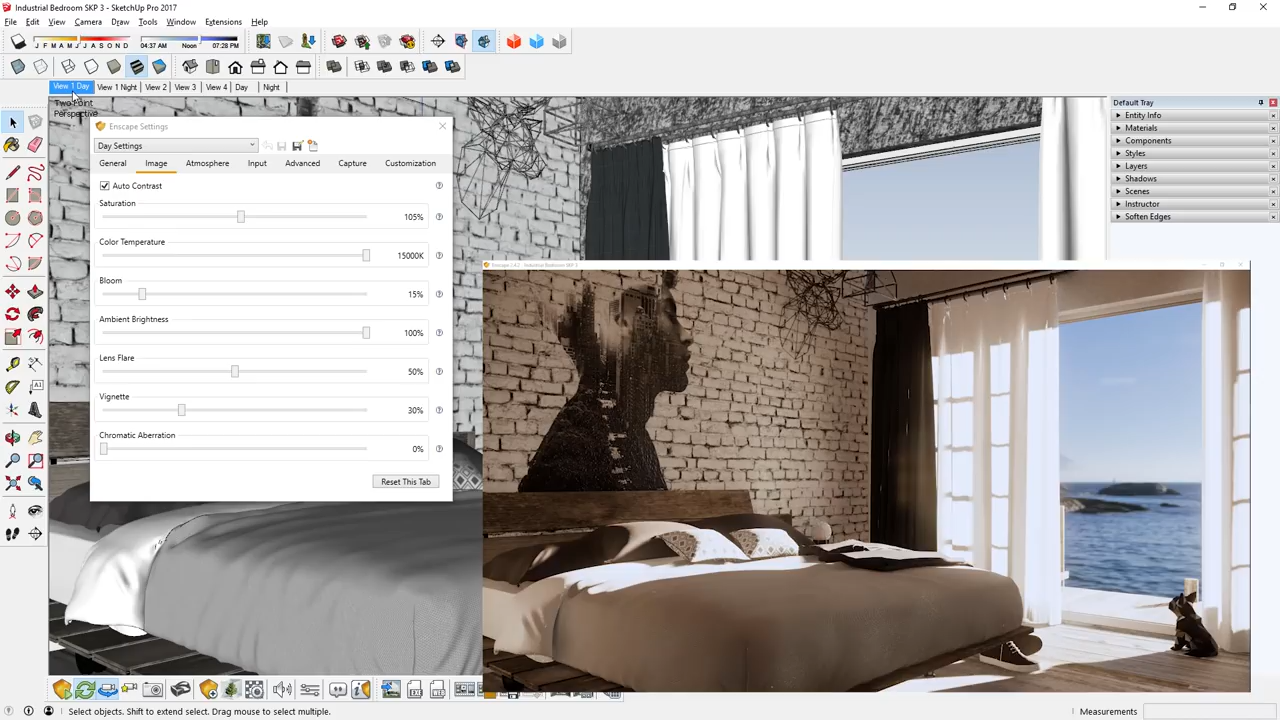 Industrial Bedroom SKP 3 - SketchUp Pro 2017
File Edit View Camera Draw Tools Window Extensions Help
J F M A M J J A S O N D 04:37 AM Noon 07:28 PM
View 1 Day View 1 Night View 2 View 3 View 4 Day Night
Two Point
Perspective
Enscape Settings
Day Settings
General Image Atmosphere Input Advanced Capture Customization
Auto Contrast
Saturation
105%
Color Temperature
15000K
Bloom
15%
Ambient Brightness
100%
Lens Flare
50%
Vignette
30%
Chromatic Aberration
0%
Reset This Tab
Default Tray
Entity Info
Materials
Components
Styles
Layers
Shadows
Scenes
Instructor
Soften Edges
Select objects. Shift to extend select. Drag mouse to select multiple.
Measurements